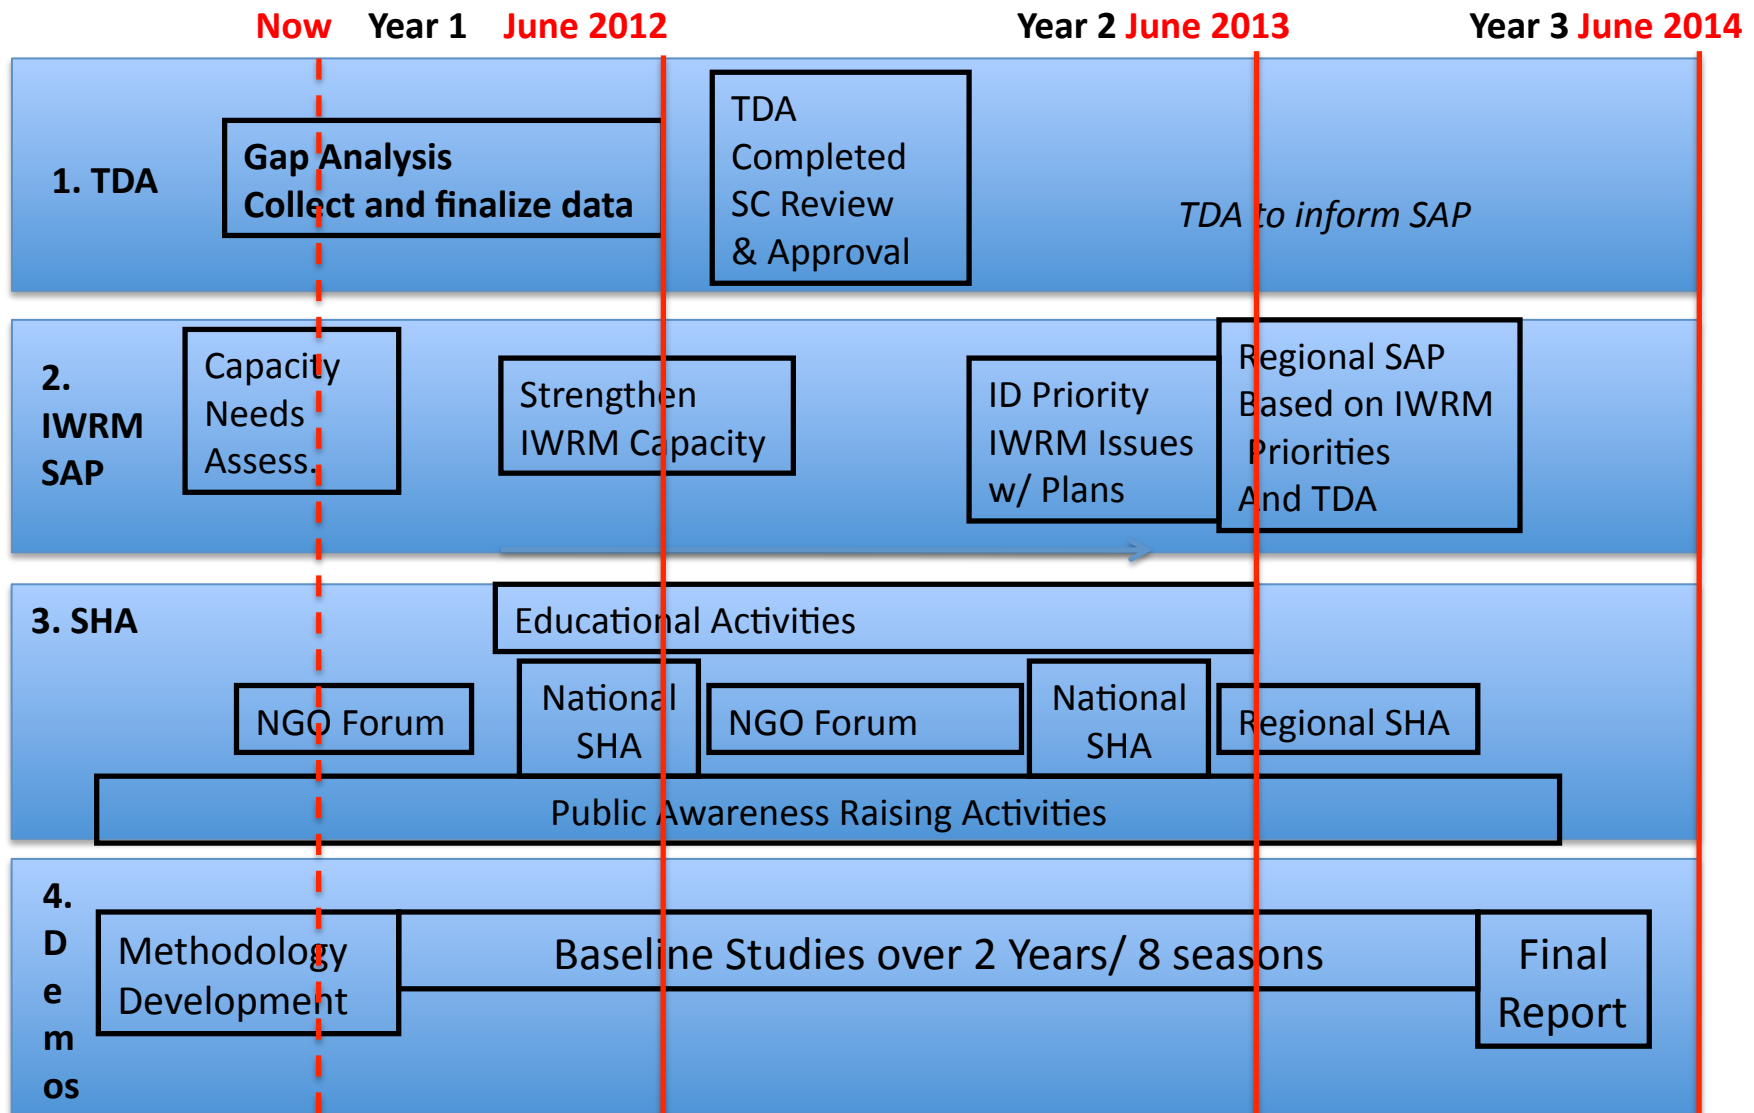 Now Year 1 June 2012 Year 2 June 2013 Year 3 June 2014
1. TDA
Gap Analysis
Collect and finalize data
TDA
Completed
SC Review
& Approval
TDA to inform SAP
2.
IWRM
SAP
Capacity
Needs
Assess.
Strengthen
IWRM Capacity
ID Priority
IWRM Issues
w/ Plans
Regional SAP
Based on IWRM
Priorities
And TDA
3. SHA
Educational Activities
NGO Forum
National
SHA
NGO Forum
National
SHA
Regional SHA
Public Awareness Raising Activities
4.
D
e
m
os
Methodology
Development
Baseline Studies over 2 Years/ 8 seasons
Final
Report